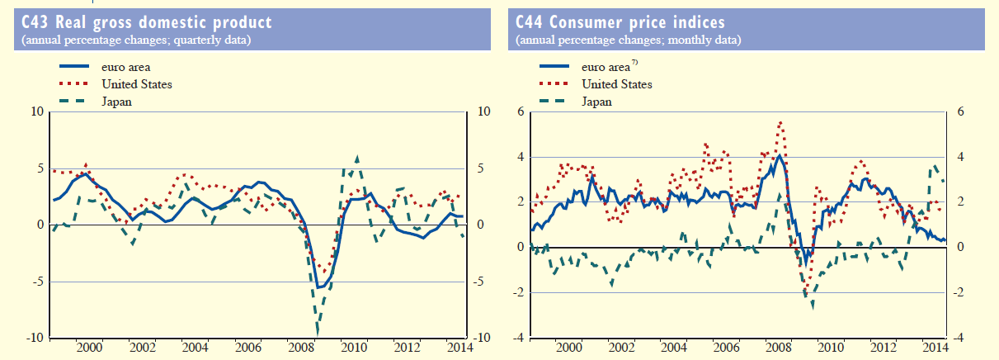 C43 Real gross domestic product
(annual percentage changes; quarterly data)
euro area
United States
Japan
10 10
5 5
0 0
-5 -5
-10 -10
2000 2002 2004 2006 2008 2010 2012 2014
C44 Consumer price indices
(annual percentage changes; monthly data)
euro area 7)
United States
Japan
6 6
4 4
2 2
0 0
-2 -2
-4 -4
2000 2002 2004 2006 2008 2010 2012 2014